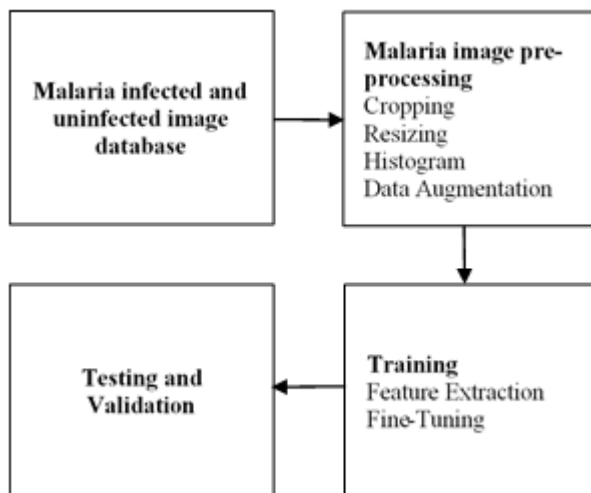 Malaria infected and
uninfected image
database
Malaria image pre-
processing
Cropping
Resizing
Histogram
Data Augmentation
Training
Feature Extraction
Fine-Tuning
Testing and
Validation